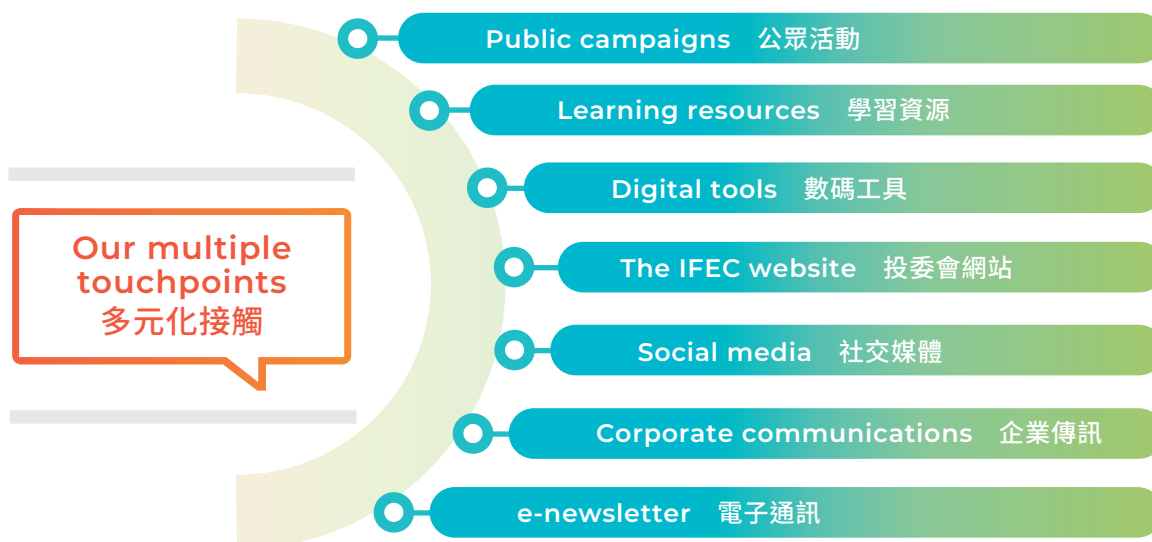 Public campaigns 公眾活動
Learning resources 學習資源
Digital tools 數碼工具
Our multiple
touchpoints
多元化接觸
The IFEC website 投委會網站
Social media 社交媒體
Corporate communications 企業傳訊
e-newsletter 電子通訊